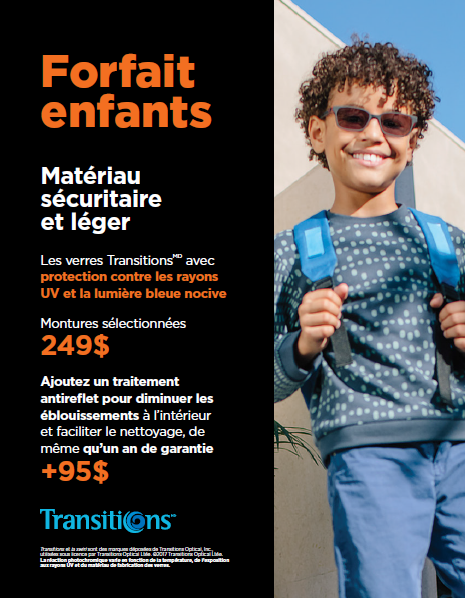 Forfait
enfants
Matériau
sécuritaire
et léger
Les verres Transitionsᴹᴰ avec
protection contre les rayons
UV et la lumière bleue nocive
Montures sélectionnées
249$
Ajoutez un traitement
antireflet pour diminuer les
éblouissements à l'intérieur
et faciliter le nettoyage, de
même qu'un an de garantie
+95$
Transitions ᴹᴰ
Transitions et la swirl sont des marques déposées de Transitions Optical, Inc.,
utilisées sous licence par Transitions Optical Ltée. ©2017 Transitions Optical Ltée.
La réaction photochromique varie en fonction de la température, de l'exposition
aux rayons UV et du matériau de fabrication des verres.